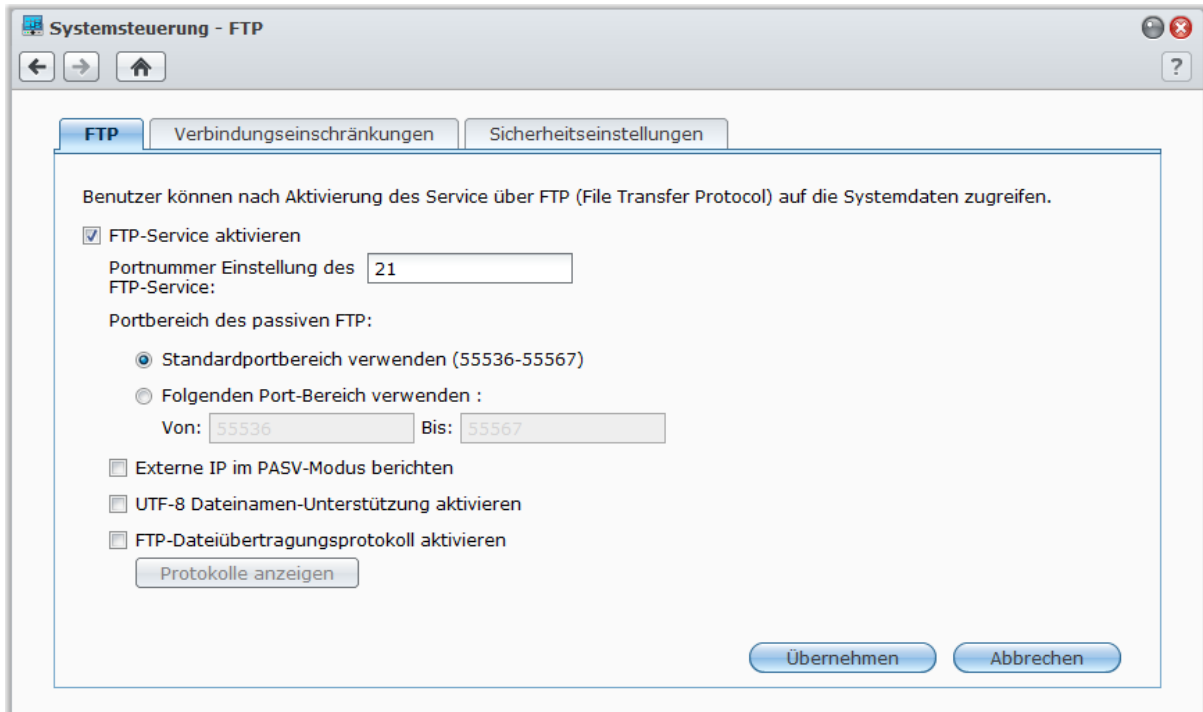 Systemsteuerung - FTP
?
FTP Verbindungseinschränkungen Sicherheitseinstellungen
Benutzer können nach Aktivierung des Service über FTP (File Transfer Protocol) auf die Systemdaten zugreifen.
FTP-Service aktivieren
Portnummer Einstellung des 21
FTP-Service:
Portbereich des passiven FTP:
Standardportbereich verwenden (55536-55567)
Folgenden Port-Bereich verwenden :
Von: 55536 Bis: 55567
Externe IP im PASV-Modus berichten
UTF-8 Dateinamen-Unterstützung aktivieren
FTP-Dateiübertragungsprotokoll aktivieren
Protokolle anzeigen
Übernehmen Abbrechen